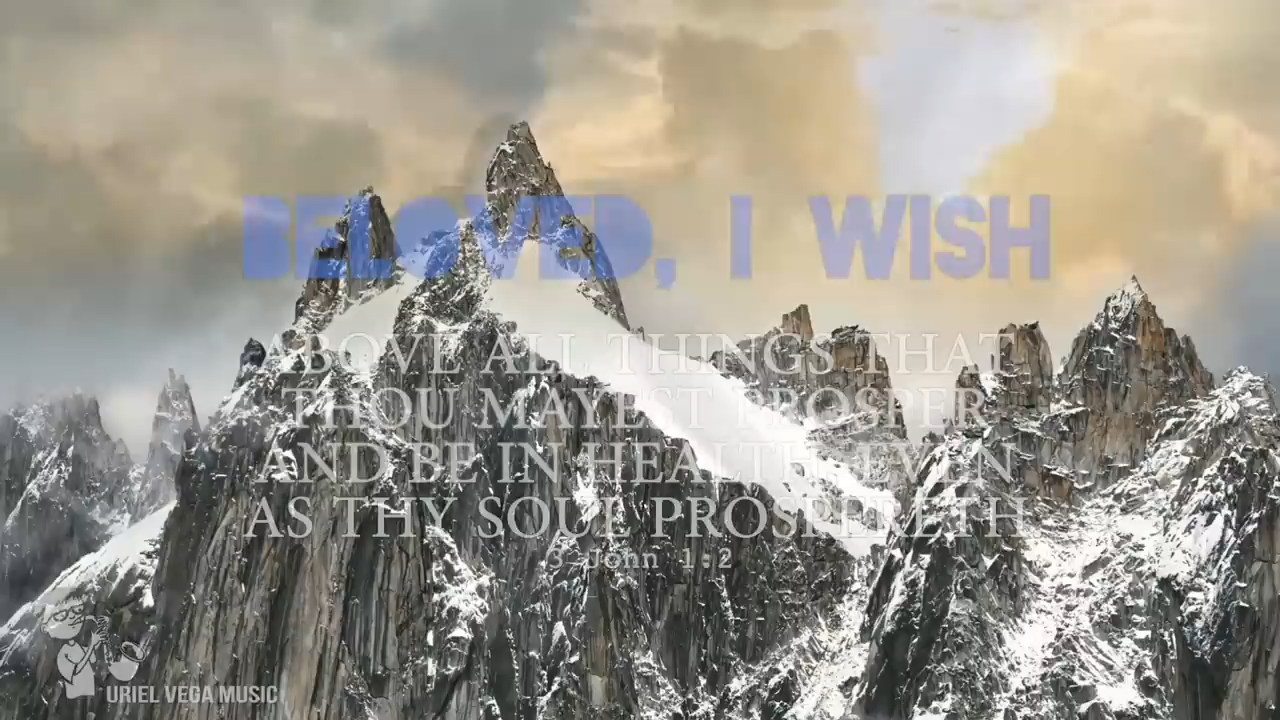 BELOVED, I WISH
ABOVE ALL THINGS THAT
THOU MAYEST PROSPER
AND BE IN HEALTH, EVEN
AS THY SOUL PROSPERETH
3 John 1:2
URIEL VEGA MUSIC